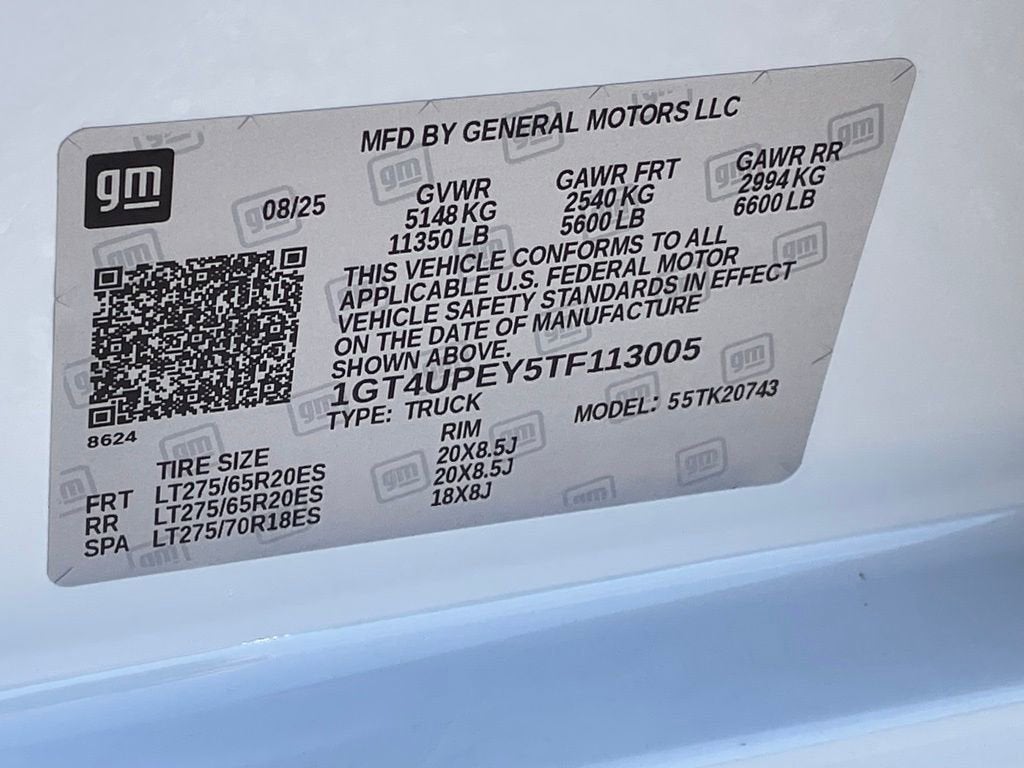 gm
MFD BY GENERAL MOTORS LLC
08/25
GVWR
5148 KG
11350 LB
GAWR FRT
2540 KG
5600 LB
GAWR RR
2994 KG
6600 LB
THIS VEHICLE CONFORMS TO ALL
APPLICABLE U.S. FEDERAL MOTOR
VEHICLE SAFETY STANDARDS IN EFFECT
ON THE DATE OF MANUFACTURE
SHOWN ABOVE.
1GT4UPEY5TF113005
TYPE: TRUCK MODEL: 55TK20743
8624
TIRE SIZE RIM
FRT LT275/65R20ES 20X8.5J
RR LT275/65R20ES 20X8.5J
SPA LT275/70R18ES 18X8J